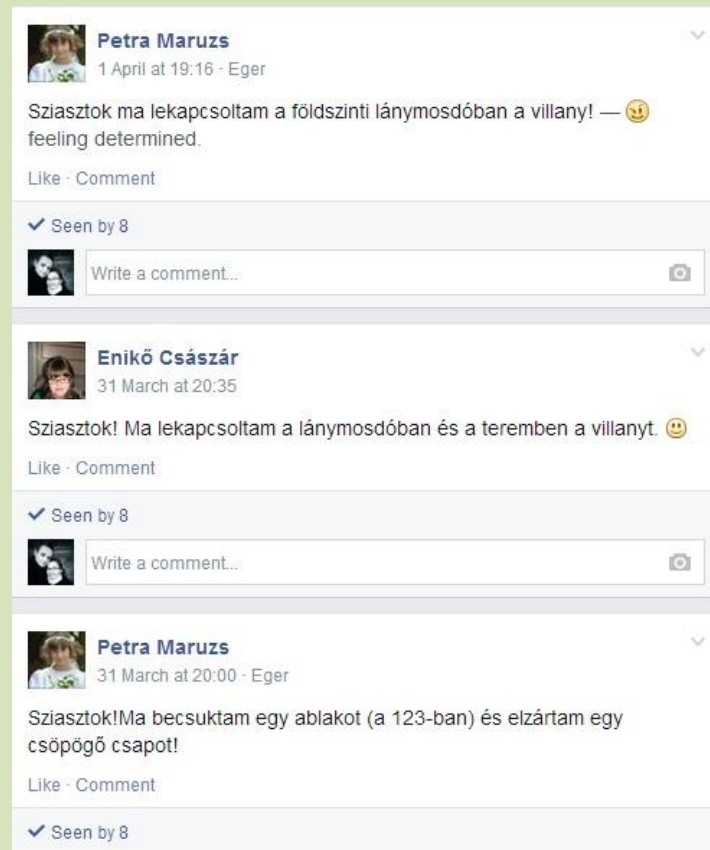 Petra Maruzs
1 April at 19:16 · Eger
Sziasztok ma lekapcsoltam a földszinti lánymosdóban a villany! —
feeling determined.
Like · Comment
Seen by 8
Write a comment...
Enikő Császár
31 March at 20:35
Sziasztok! Ma lekapcsoltam a lánymosdóban és a teremben a villanyt.
Like · Comment
Seen by 8
Write a comment...
Petra Maruzs
31 March at 20:00 · Eger
Sziasztok!Ma becsuktam egy ablakot (a 123-ban) és elzártam egy
csöpögő csapot!
Like · Comment
Seen by 8